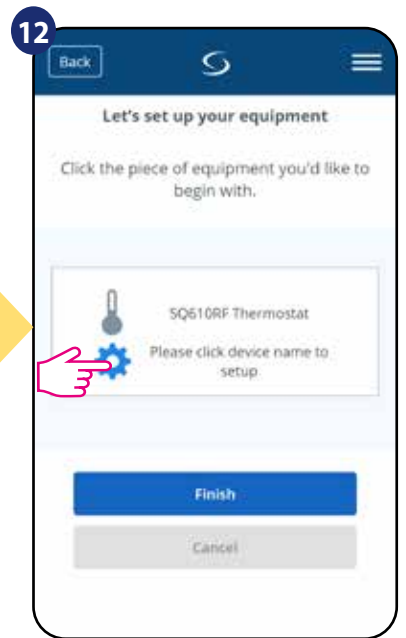 12
Back
Let's set up your equipment
Click the piece of equipment you'd like to
begin with.
SQ610RF Thermostat
Please click device name to
setup
Finish
Cancel